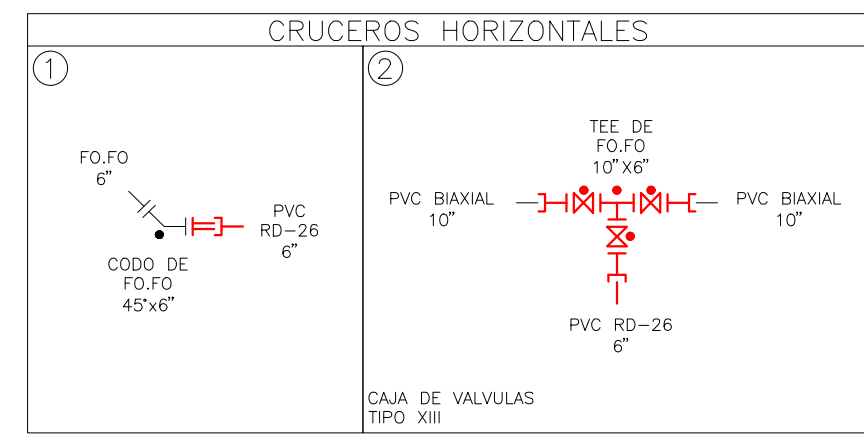 CRUCEROS HORIZONTALES
1
FO.FO
6"
PVC
RD-26
6"
CODO DE
FO.FO
45°x6"
2
TEE DE
FO.FO
10"X6"
PVC BIAXIAL
10"
PVC BIAXIAL
10"
PVC RD-26
6"
CAJA DE VALVULAS
TIPO XIII